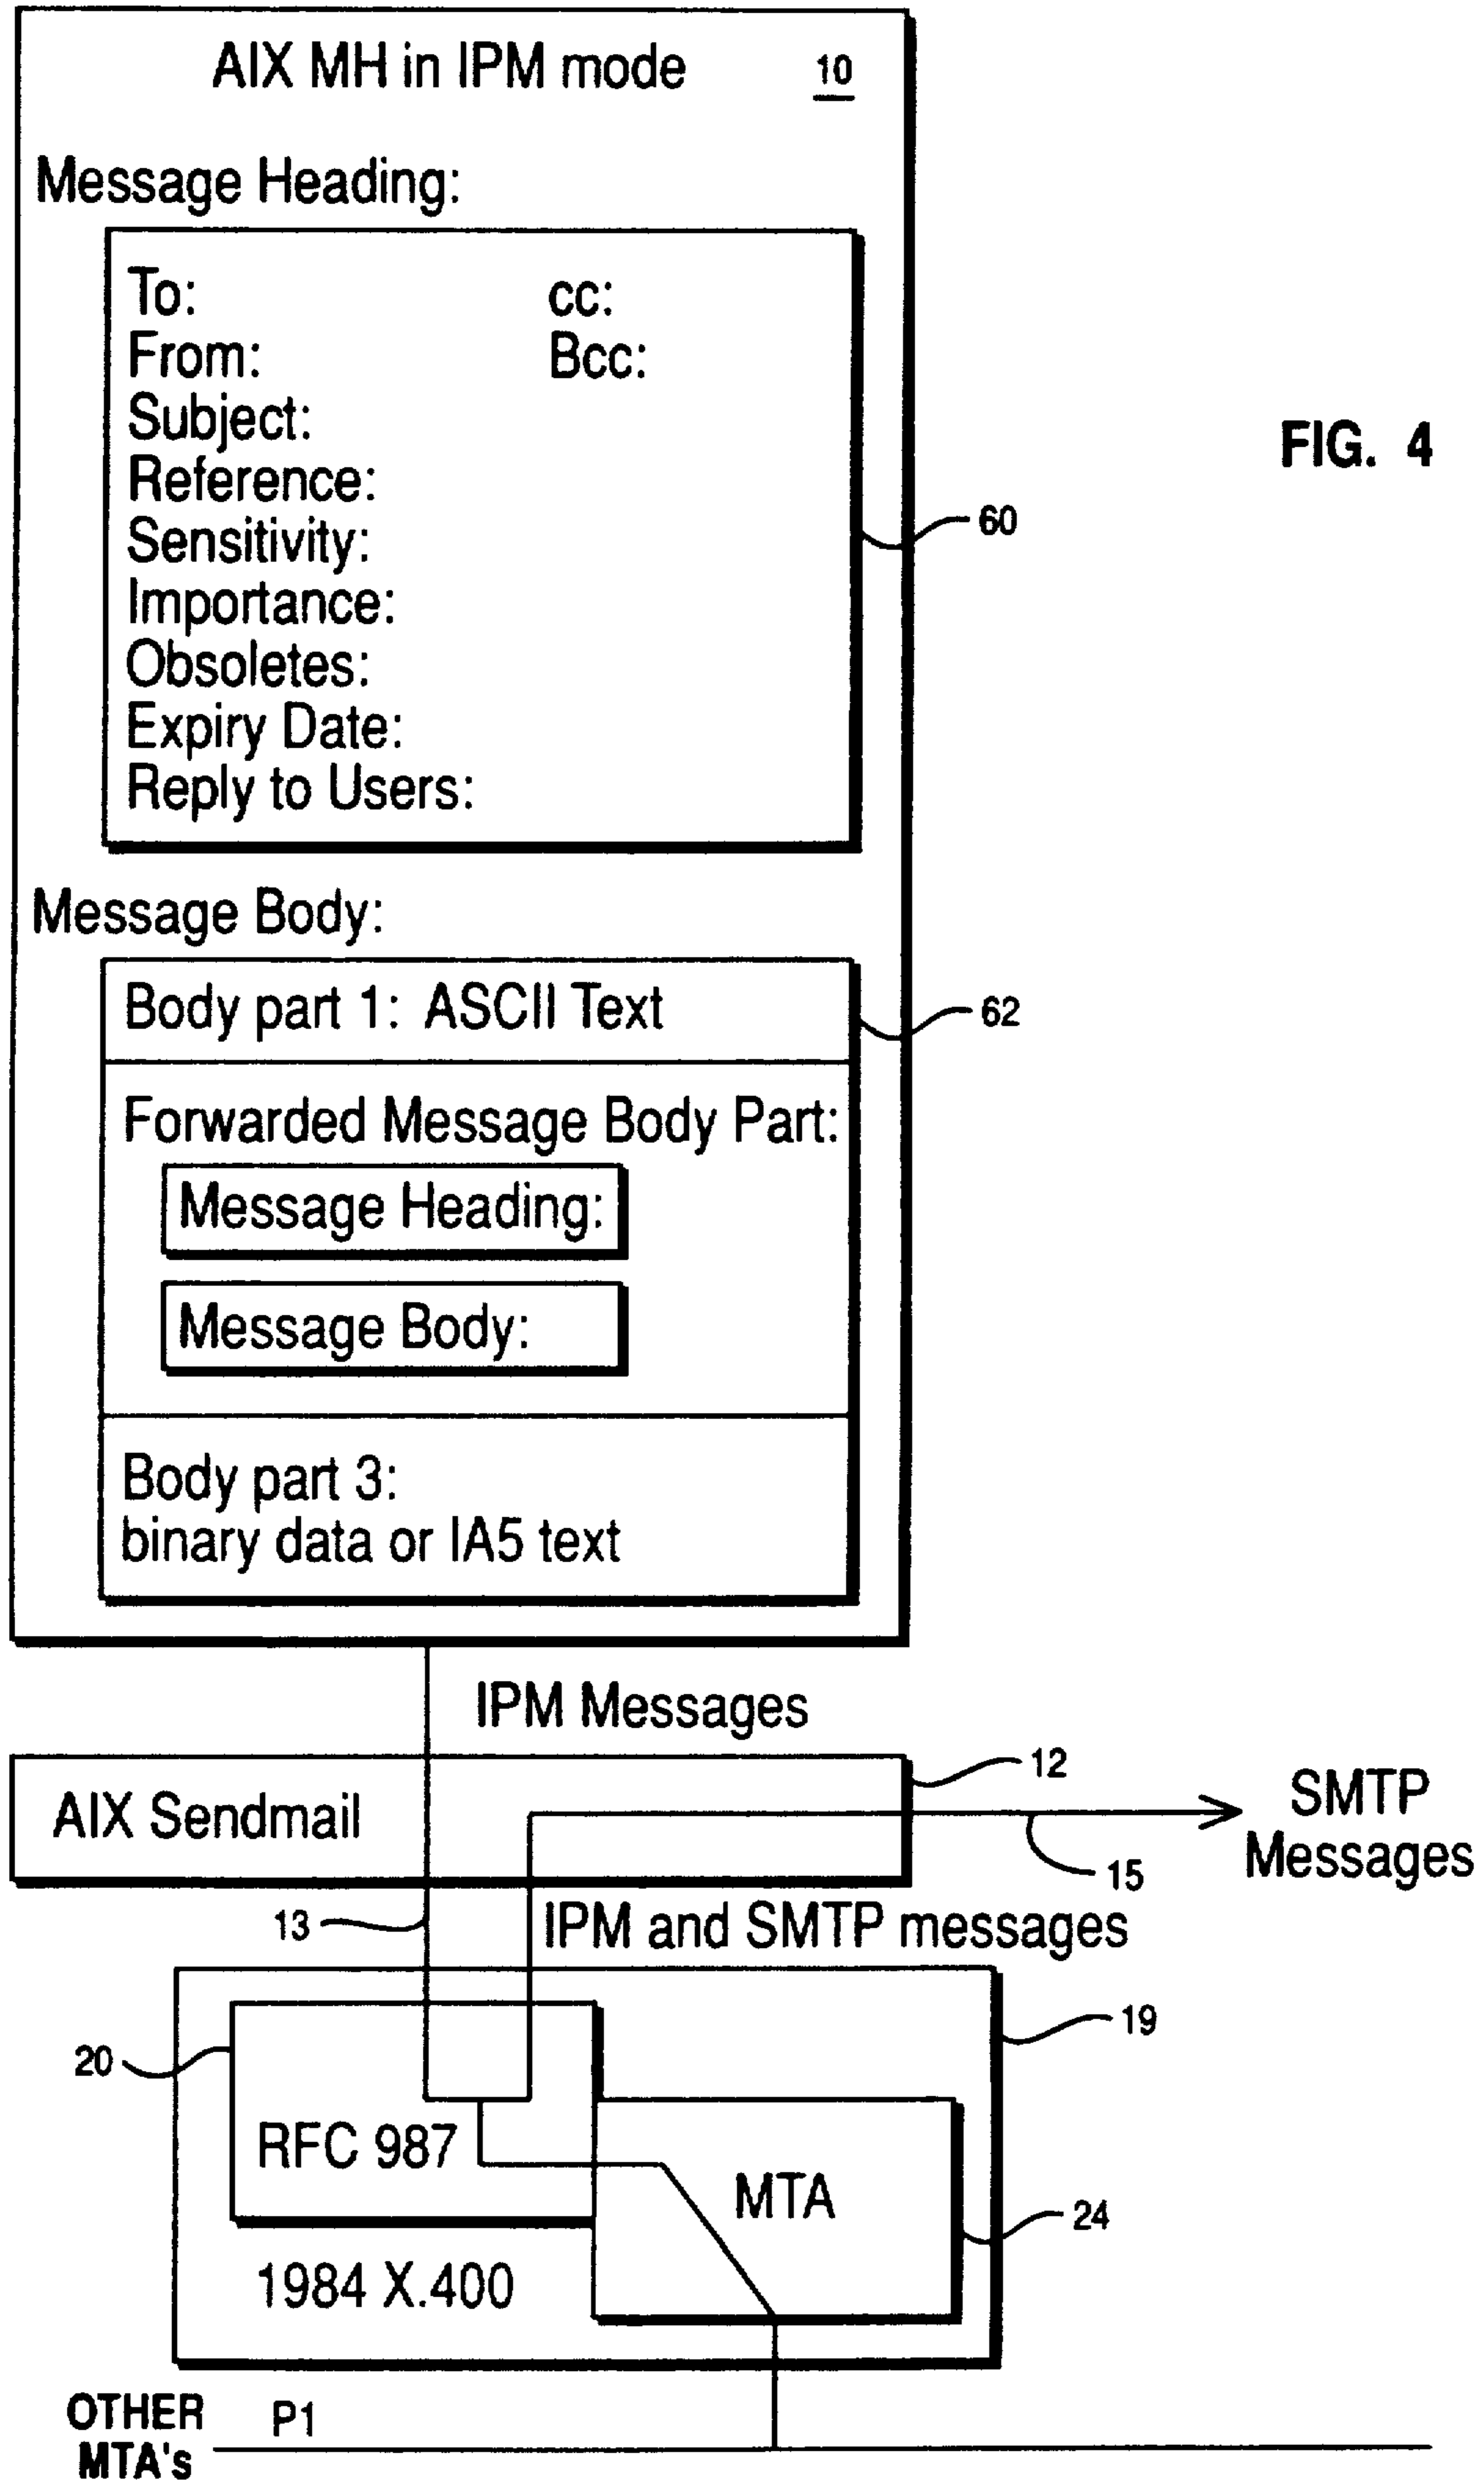 AIX MH in IPM mode 10
Message Heading:
To: cc:
From: Bcc:
Subject:
Reference:
Sensitivity:
Importance:
Obsoletes:
Expiry Date:
Reply to Users:
FIG. 4
60
Message Body:
Body part 1: ASCII Text
62
Forwarded Message Body Part:
Message Heading:
Message Body:
Body part 3:
binary data or IA5 text
IPM Messages
12
AIX Sendmail
SMTP
Messages
15
13
IPM and SMTP messages
19
20
RFC 987
MTA
24
1984 X.400
OTHER
MTA's
P1